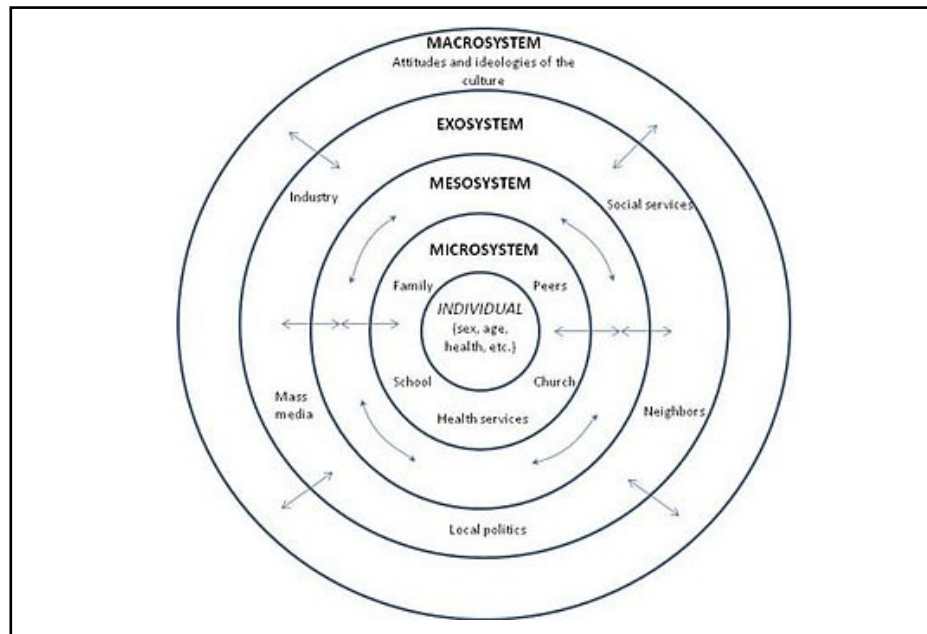 MACROSYSTEM
Attitudes and ideologies of the
culture
EXOSYSTEM
MESOSYSTEM
Industry
Social services
MICROSYSTEM
Family
Peers
INDIVIDUAL
(sex, age,
health, etc.)
School
Church
Mass
media
Neighbors
Health services
Local politics